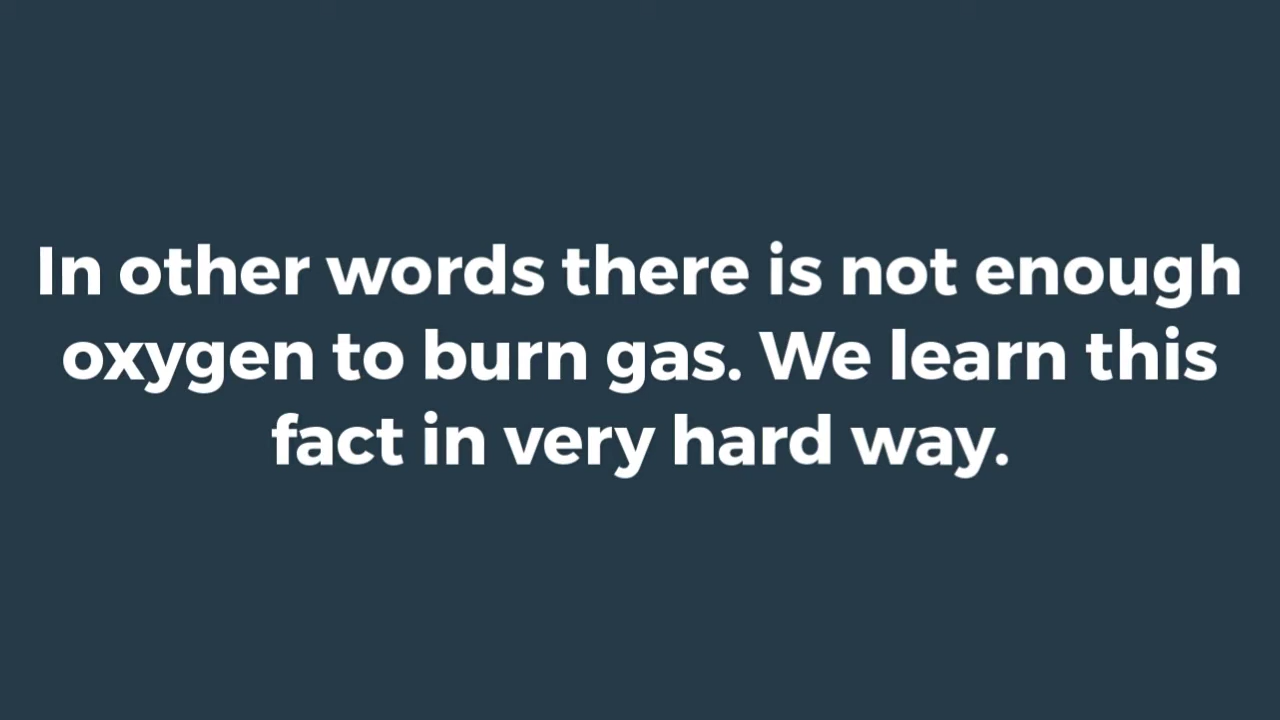 In other words there is not enough
oxygen to burn gas. We learn this
fact in very hard way.